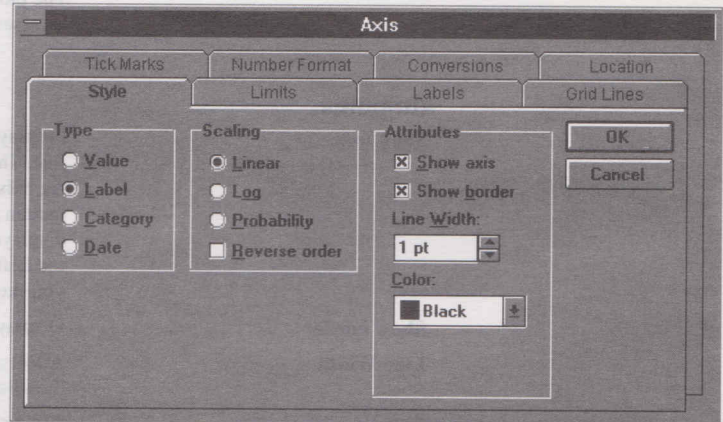 Axis
Tick Marks Number Format Conversions Location
Style Limits Labels Grid Lines
Type
Value
Label
Category
Date
Scaling
Linear
Log
Probability
Reverse order
Attributes
Show axis
Show border
Line Width:
1 pt
Color:
Black
OK
Cancel